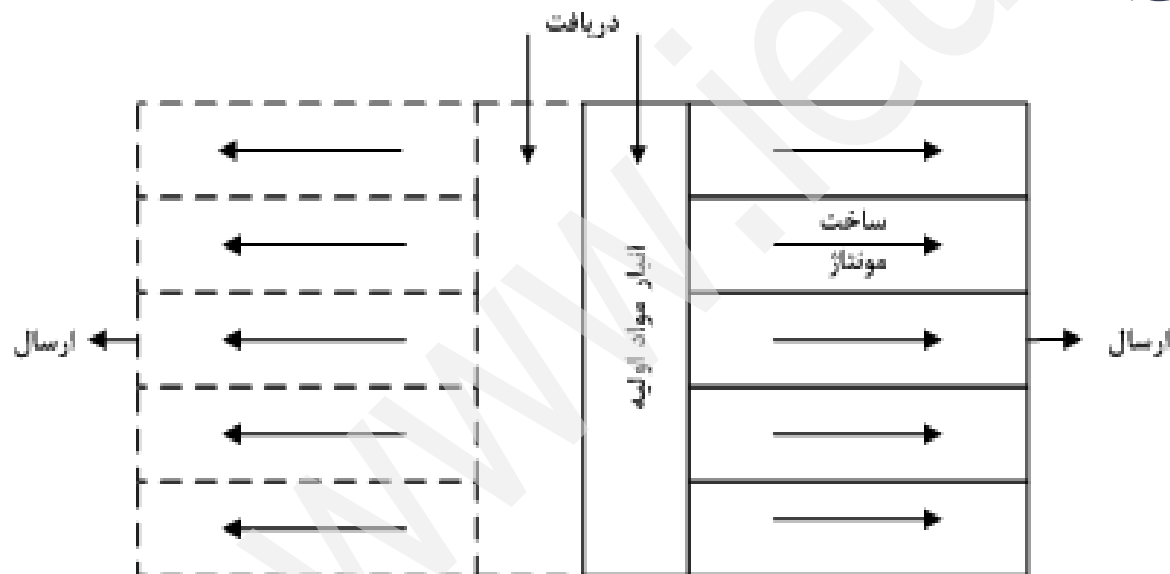 دریافت
ساخت
مونتاژ
انبار مواد اولیه
ارسال
ارسال